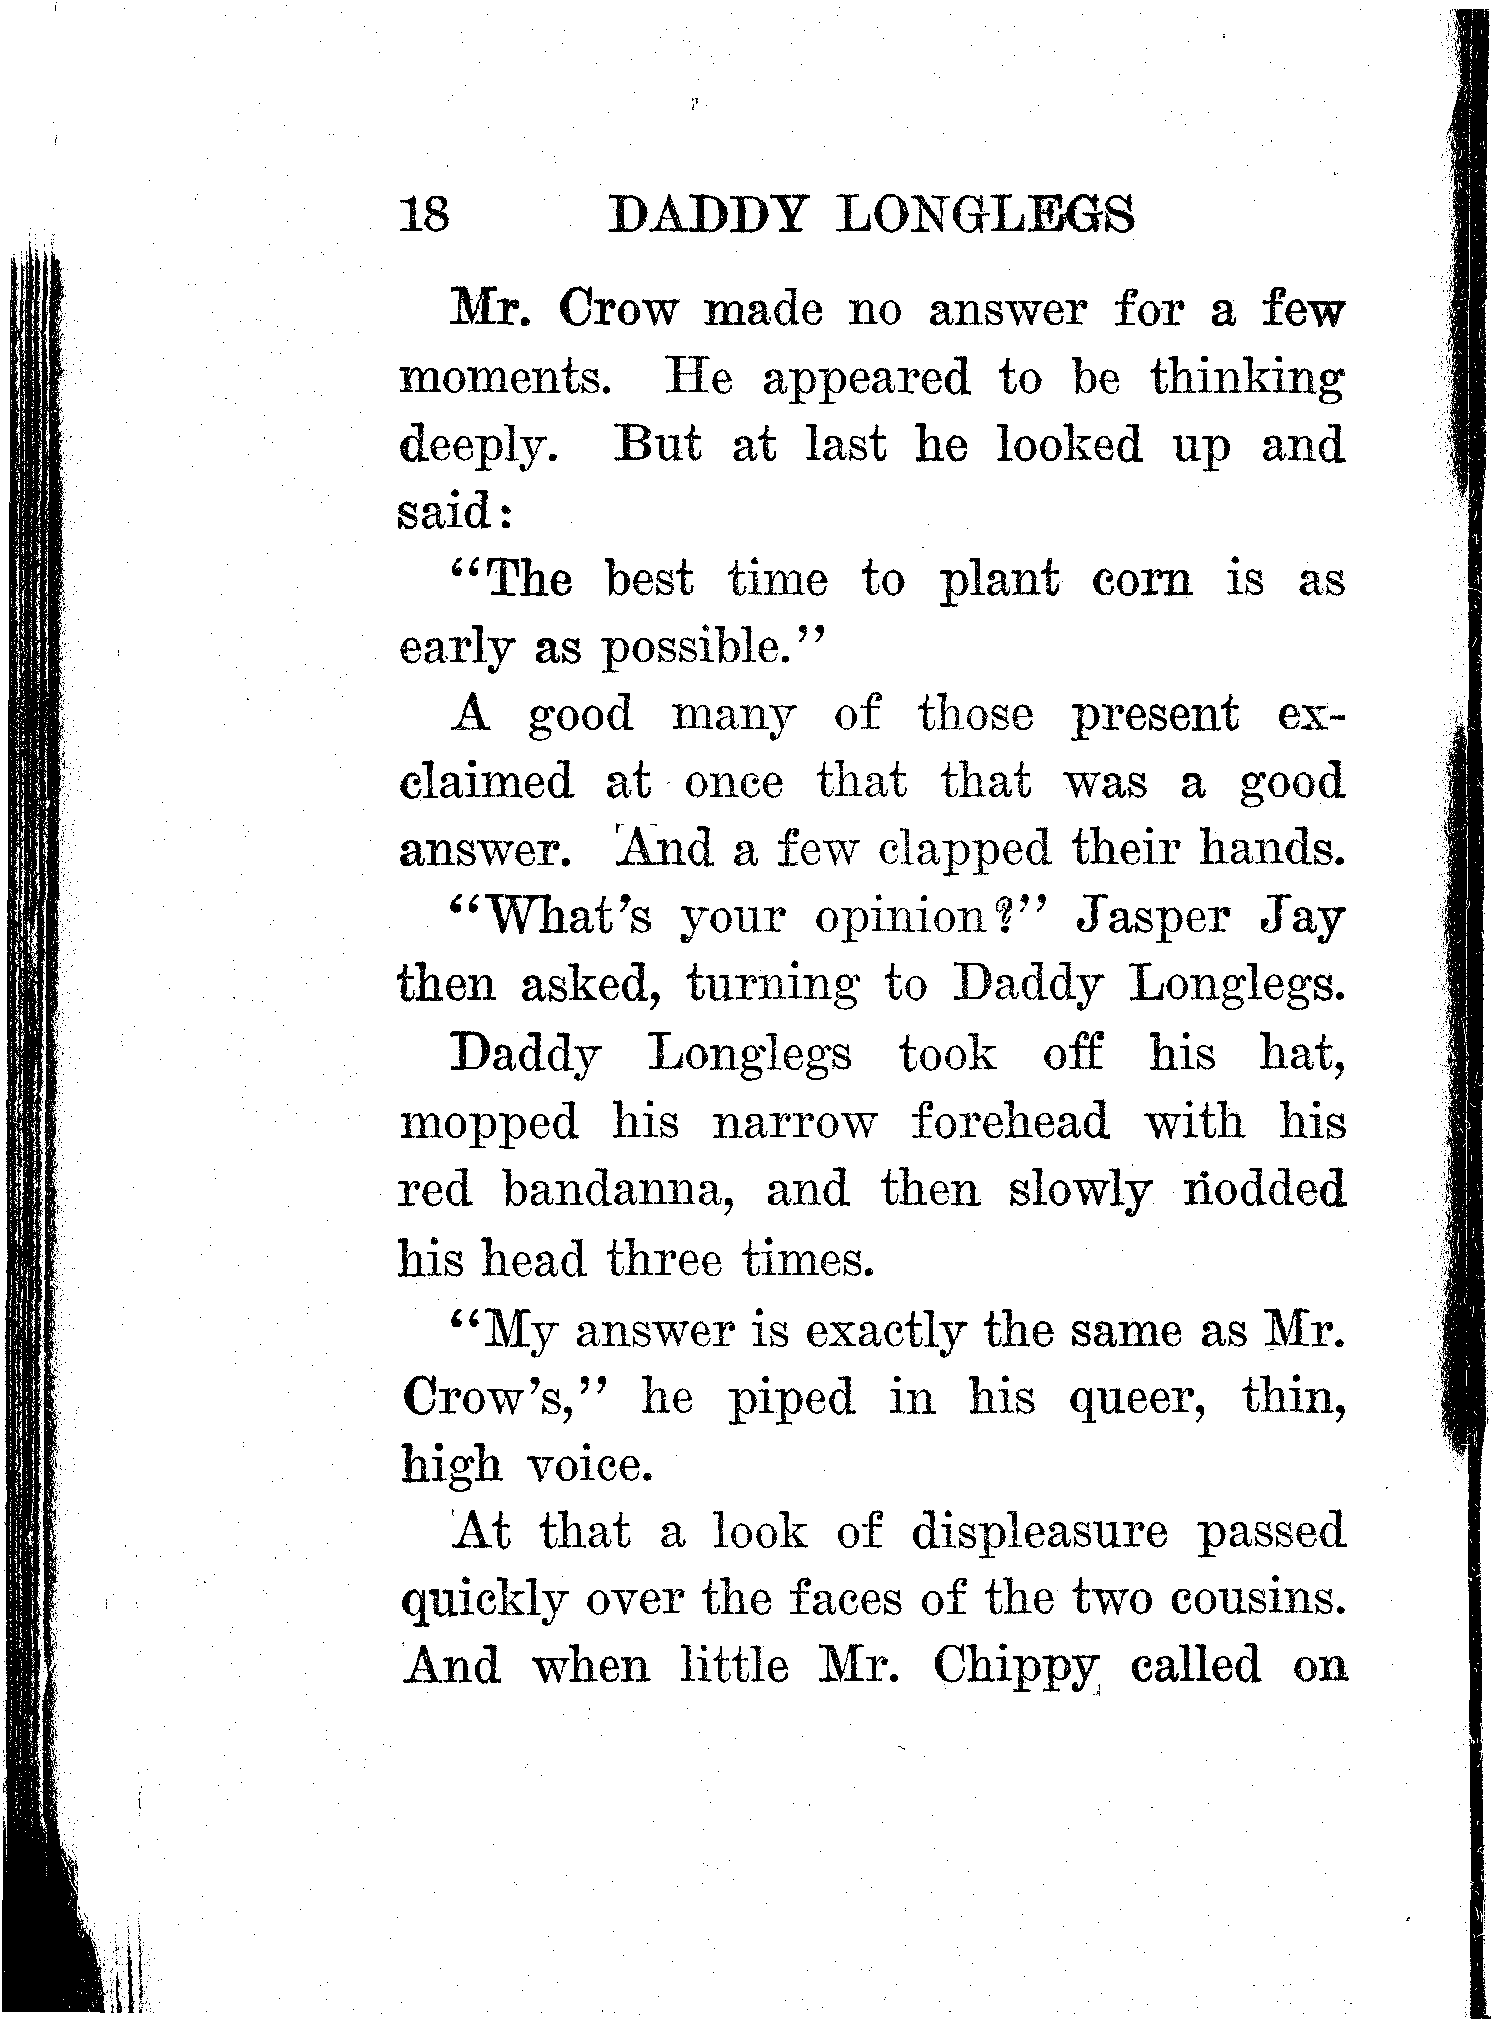 18 DADDY LONGLEGS
Mr. Crow made no answer for a few
moments. He appeared to be thinking
deeply. But at last he looked up and
said:
“The best time to plant corn is as
early as possible.”
A good many of those present ex-
claimed at once that that was a good
answer. And a few clapped their hands.
“What’s your opinion?” Jasper Jay
then asked, turning to Daddy Longlegs.
Daddy Longlegs took off his hat,
mopped his narrow forehead with his
red bandanna, and then slowly nodded
his head three times.
“My answer is exactly the same as Mr.
Crow’s,” he piped in his queer, thin,
high voice.
At that a look of displeasure passed
quickly over the faces of the two cousins.
And when little Mr. Chippy called on